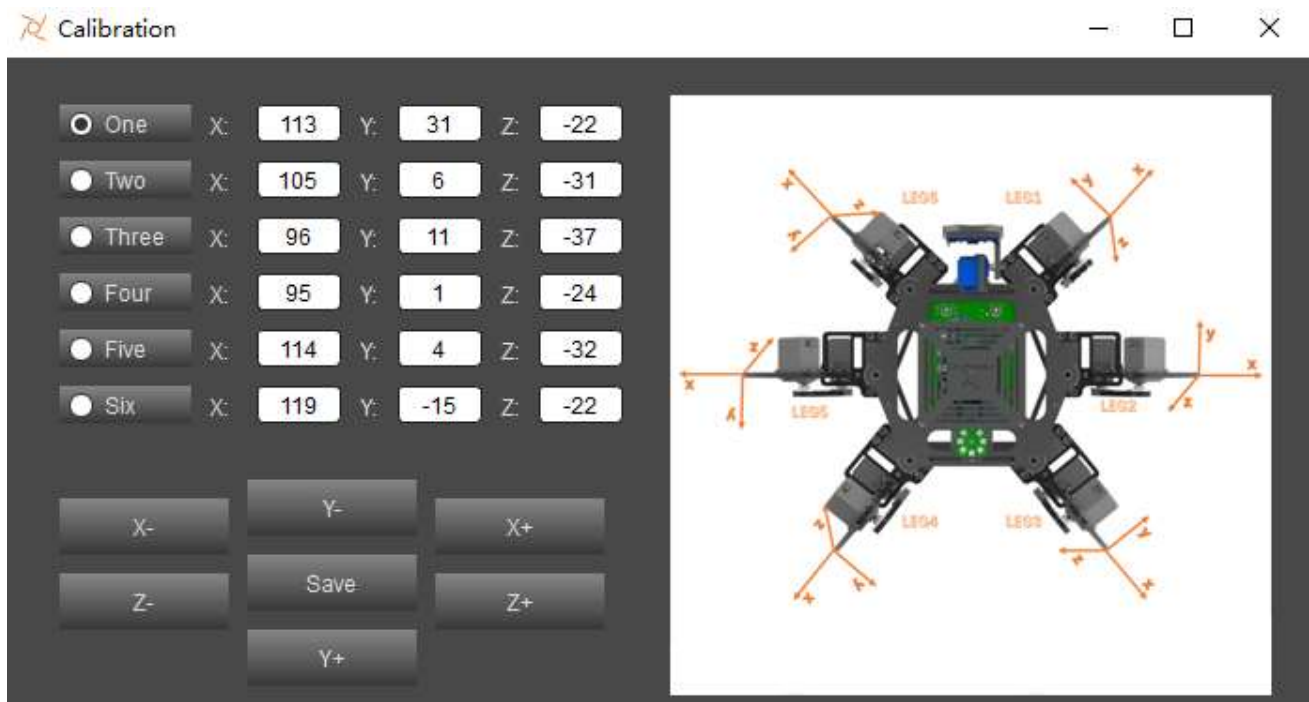 Calibration
One X: 113 Y: 31 Z: -22
Two X: 105 Y: 6 Z: -31
Three X: 96 Y: 11 Z: -37
Four X: 95 Y: 1 Z: -24
Five X: 114 Y: 4 Z: -32
Six X: 119 Y: -15 Z: -22
X- Y- X+
Save
Z- Z+
Y+
x z y LEG6 LEG1 y x z
z x y LEG5 LEG2 y x z
z x y LEG4 LEG3 y z x